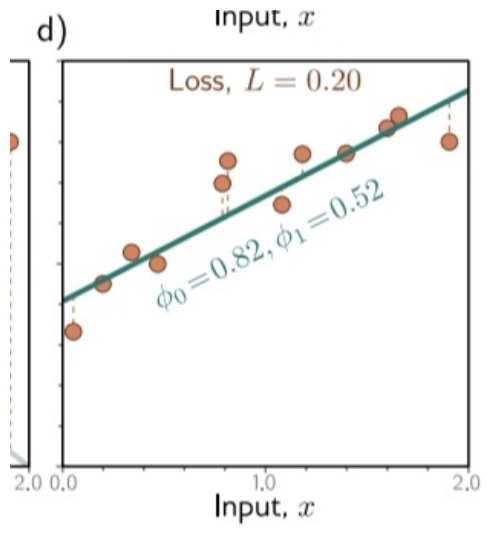 Input, x
d)
Loss, L = 0.20
ϕ₀=0.82, ϕ₁=0.52
2.0 0.0 1.0 2.0
Input, x